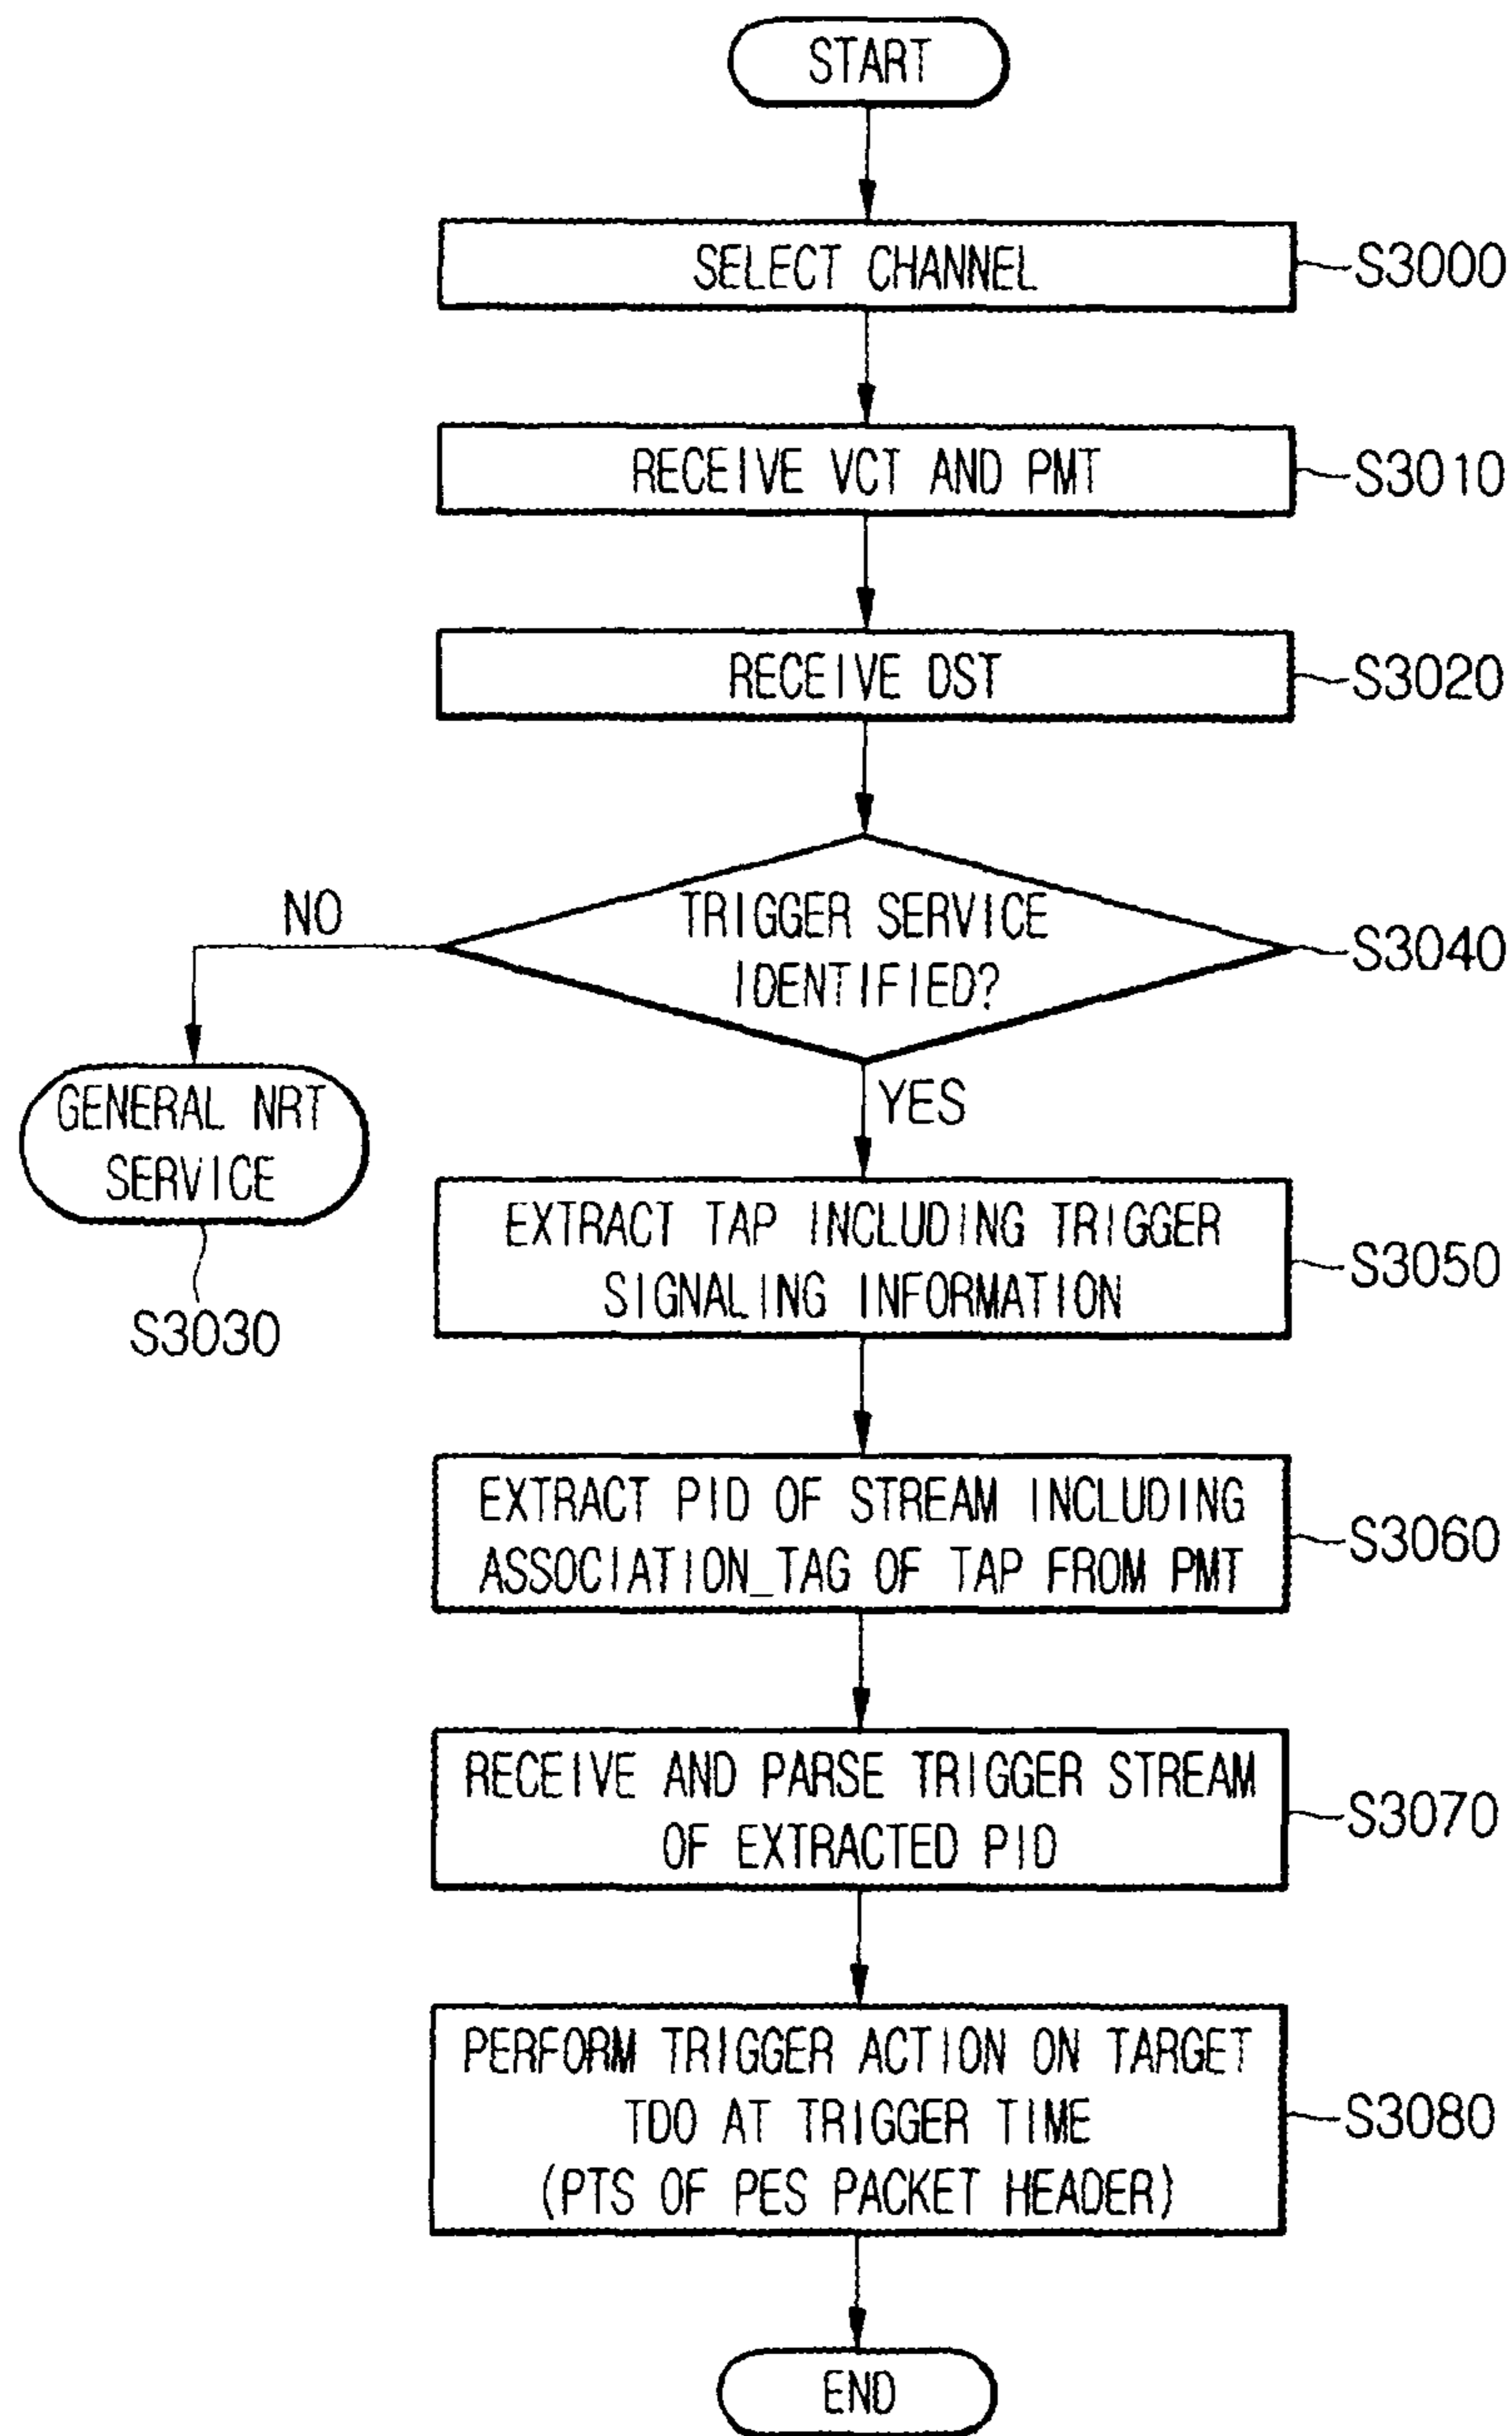 START
SELECT CHANNEL
S3000
RECEIVE VCT AND PMT
S3010
RECEIVE DST
S3020
TRIGGER SERVICE
IDENTIFIED?
S3040
NO
YES
GENERAL NRT
SERVICE
S3030
EXTRACT TAP INCLUDING TRIGGER
SIGNALING INFORMATION
S3050
EXTRACT PID OF STREAM INCLUDING
ASSOCIATION_TAG OF TAP FROM PMT
S3060
RECEIVE AND PARSE TRIGGER STREAM
OF EXTRACTED PID
S3070
PERFORM TRIGGER ACTION ON TARGET
TDO AT TRIGGER TIME
(PTS OF PES PACKET HEADER)
S3080
END